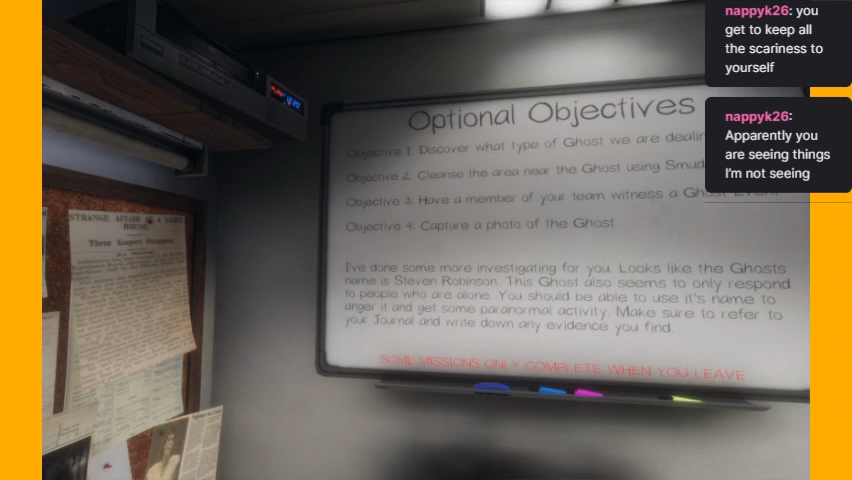 Optional Objectives
Objective 1: Discover what type of Ghost we are
Objective 2: Cleanse the area near the Ghost using
Objective 3: Have a member of your team witness a
Objective 4: Capture a photo of the Ghost
I've done some more investigating for you. Looks like the Ghosts
name is Steven Robinson. This Ghost also seems to only respond
to people who are alone. You should be able to use it's name to
anger it and get some paranormal activity. Make sure to refer to
your Journal and write down any evidence you find.
SOME MISSIONS ONLY COMPLETE WHEN YOU LEAVE
STRANGE AFFAIR
HOUSE.
Three Keepers Disappear.
nappyk26: you
get to keep all
the scariness to
yourself
nappyk26:
Apparently you
are seeing things
I'm not seeing